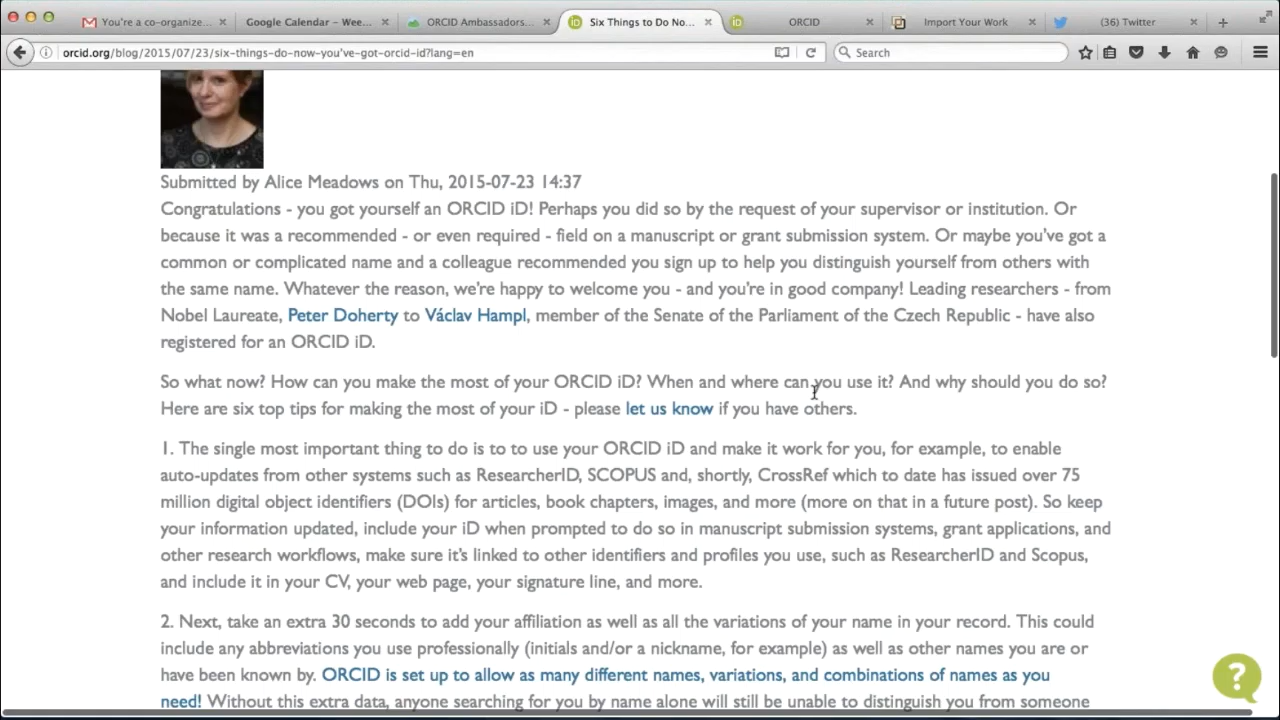 You're a co-organize...
Google Calendar – Wee...
ORCID Ambassadors...
Six Things to Do No...
ORCID
Import Your Work
(36) Twitter
orcid.org/blog/2015/07/23/six-things-do-now-you've-got-orcid-id?lang=en
Search
Submitted by Alice Meadows on Thu, 2015-07-23 14:37
Congratulations - you got yourself an ORCID iD! Perhaps you did so by the request of your supervisor or institution. Or
because it was a recommended - or even required - field on a manuscript or grant submission system. Or maybe you've got a
common or complicated name and a colleague recommended you sign up to help you distinguish yourself from others with
the same name. Whatever the reason, we're happy to welcome you - and you're in good company! Leading researchers - from
Nobel Laureate, Peter Doherty to Václav Hampl, member of the Senate of the Parliament of the Czech Republic - have also
registered for an ORCID iD.
So what now? How can you make the most of your ORCID iD? When and where can you use it? And why should you do so?
Here are six top tips for making the most of your iD - please let us know if you have others.
1. The single most important thing to do is to to use your ORCID iD and make it work for you, for example, to enable
auto-updates from other systems such as ResearcherID, SCOPUS and, shortly, CrossRef which to date has issued over 75
million digital object identifiers (DOIs) for articles, book chapters, images, and more (more on that in a future post). So keep
your information updated, include your iD when prompted to do so in manuscript submission systems, grant applications, and
other research workflows, make sure it's linked to other identifiers and profiles you use, such as ResearcherID and Scopus,
and include it in your CV, your web page, your signature line, and more.
2. Next, take an extra 30 seconds to add your affiliation as well as all the variations of your name in your record. This could
include any abbreviations you use professionally (initials and/or a nickname, for example) as well as other names you are or
have been known by. ORCID is set up to allow as many different names, variations, and combinations of names as you
need! Without this extra data, anyone searching for you by name alone will still be unable to distinguish you from someone